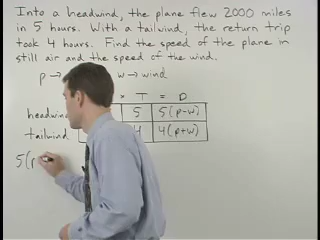 Into a headwind, the plane flew 2000 miles
in 5 hours. With a tailwind, the return trip
took 4 hours. Find the speed of the plane in
still air and the speed of the wind.
p → w → wind
× T = D
headwind 5 5(p-w)
tailwind 4 4(p+w)
5(p